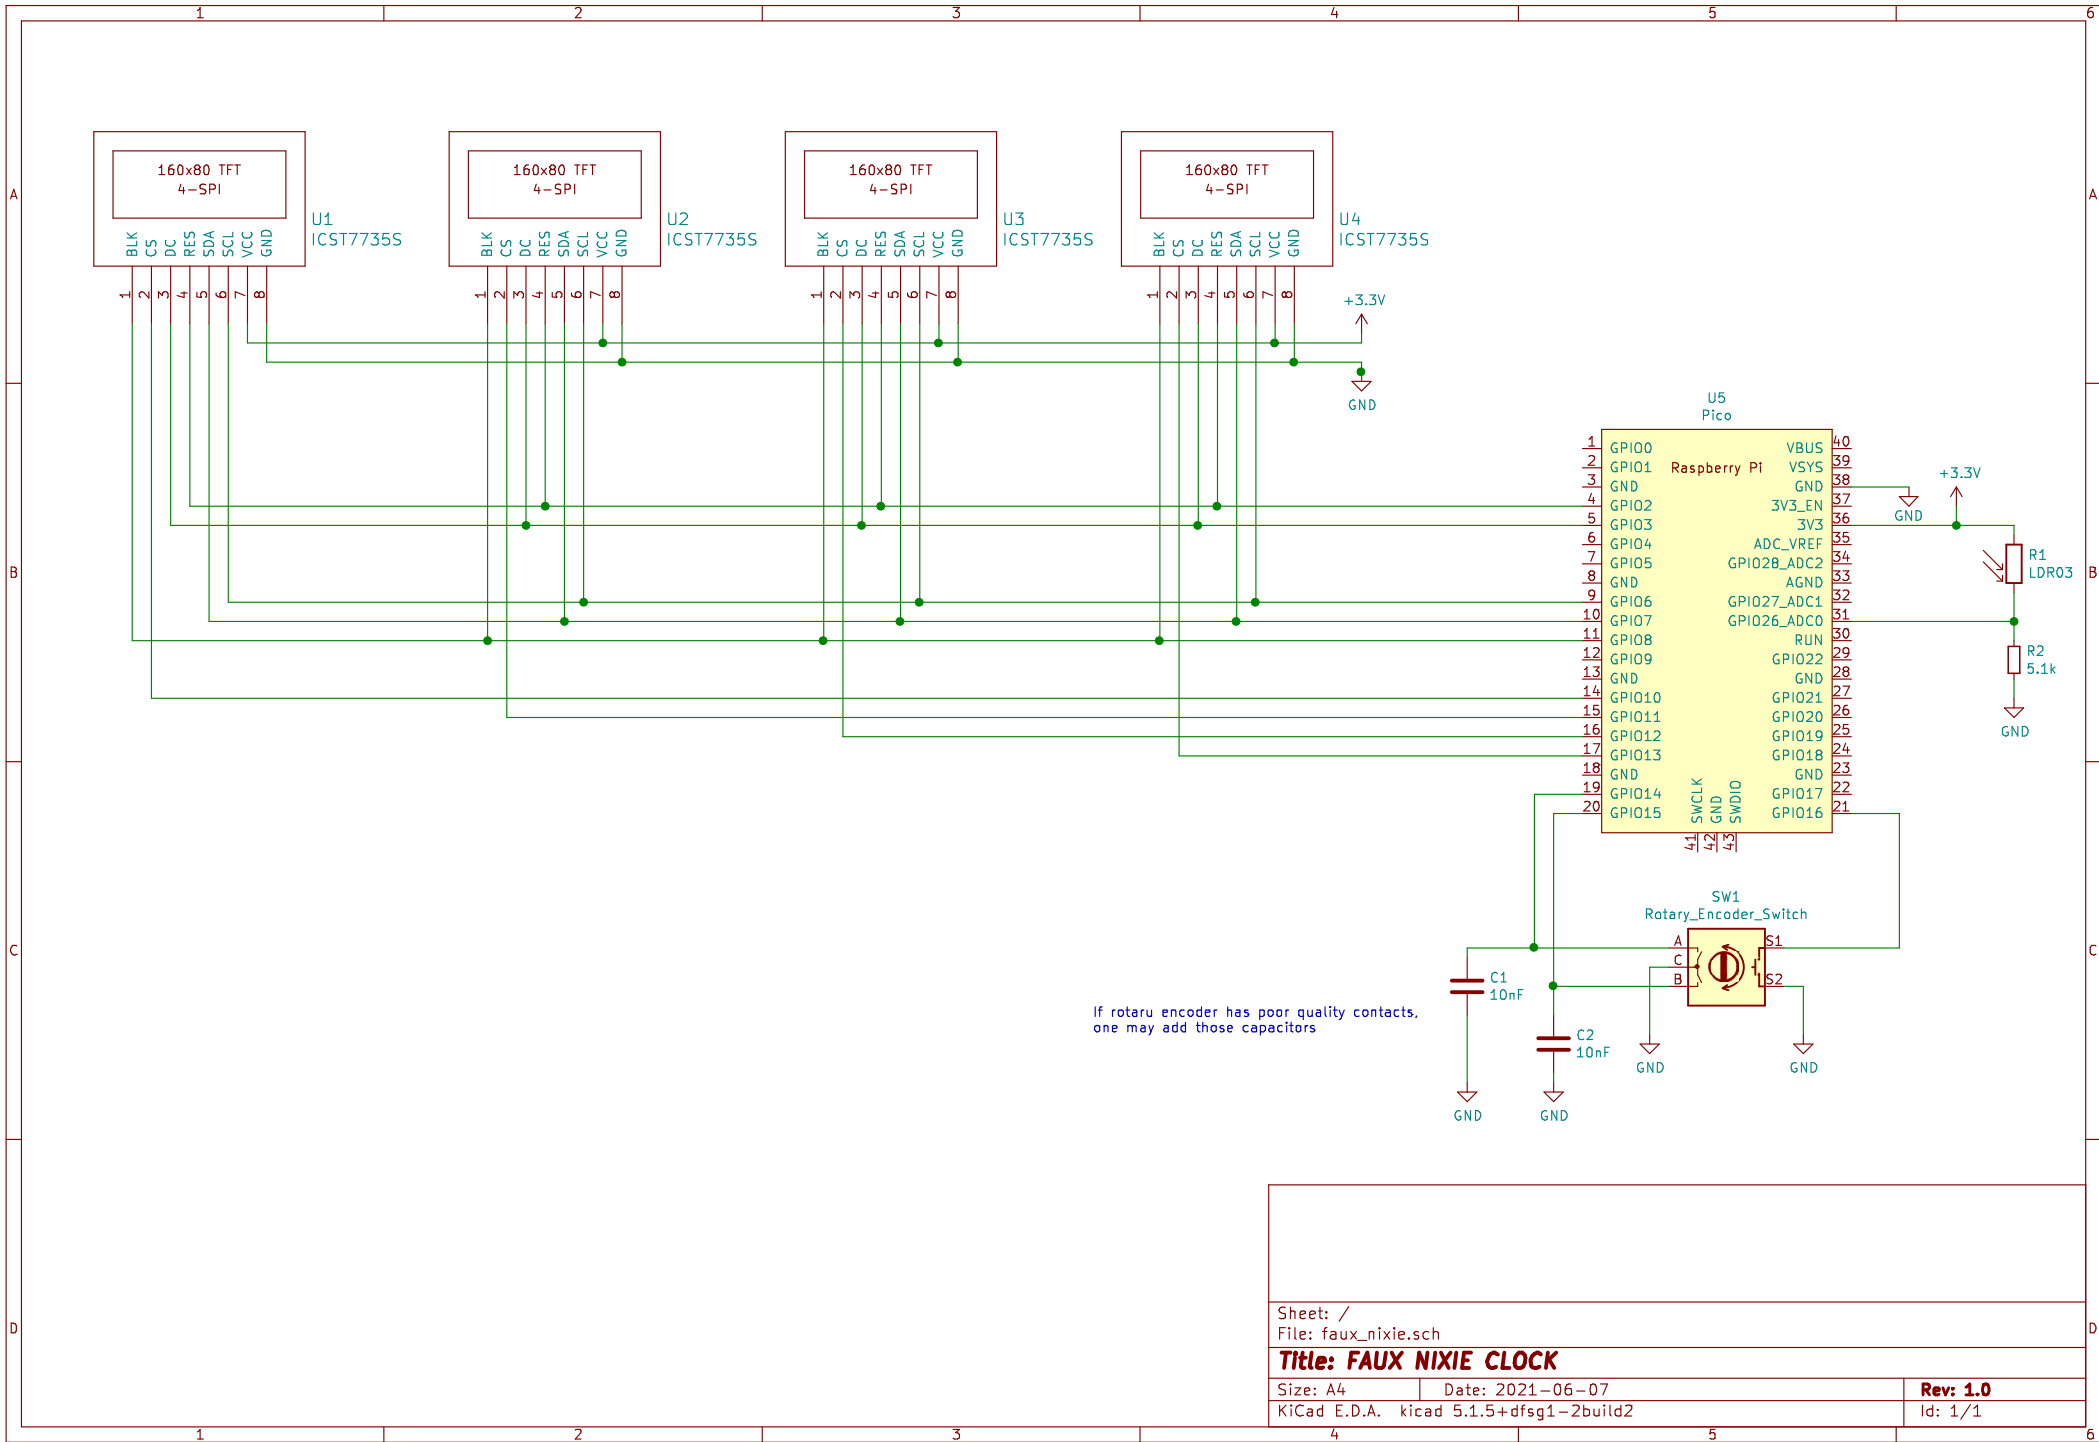 1 2 3 4 5 6
160x80 TFT
4-SPI
BLK CS DC RES SDA SCL VCC GND
1 2 3 4 5 6 7 8
U1
ICST7735S
160x80 TFT
4-SPI
BLK CS DC RES SDA SCL VCC GND
1 2 3 4 5 6 7 8
U2
ICST7735S
160x80 TFT
4-SPI
BLK CS DC RES SDA SCL VCC GND
1 2 3 4 5 6 7 8
U3
ICST7735S
160x80 TFT
4-SPI
BLK CS DC RES SDA SCL VCC GND
1 2 3 4 5 6 7 8
U4
ICST7735S
A A
+3.3V
GND
U5
Pico
Raspberry Pi
1 GPIO0 VBUS 40
2 GPIO1 VSYS 39
3 GND GND 38
4 GPIO2 3V3_EN 37
5 GPIO3 3V3 36
6 GPIO4 ADC_VREF 35
7 GPIO5 GPIO28_ADC2 34
8 GND AGND 33
9 GPIO6 GPIO27_ADC1 32
10 GPIO7 GPIO26_ADC0 31
11 GPIO8 RUN 30
12 GPIO9 GPIO22 29
13 GND GND 28
14 GPIO10 GPIO21 27
15 GPIO11 GPIO20 26
16 GPIO12 GPIO19 25
17 GPIO13 GPIO18 24
18 GND GND 23
19 GPIO14 GPIO17 22
20 GPIO15 GPIO16 21
SWCLK GND SWDIO
41 42 43
GND
+3.3V
R1
LDR03
R2
5.1k
GND
B B
SW1
Rotary_Encoder_Switch
A S1
C
B S2
C1
10nF
C2
10nF
GND
GND
GND
GND
If rotaru encoder has poor quality contacts,
one may add those capacitors
C C
D D
Sheet: /
File: faux_nixie.sch
Title: FAUX NIXIE CLOCK
Size: A4 Date: 2021-06-07 Rev: 1.0
KiCad E.D.A. kicad 5.1.5+dfsg1-2build2 Id: 1/1
1 2 3 4 5 6